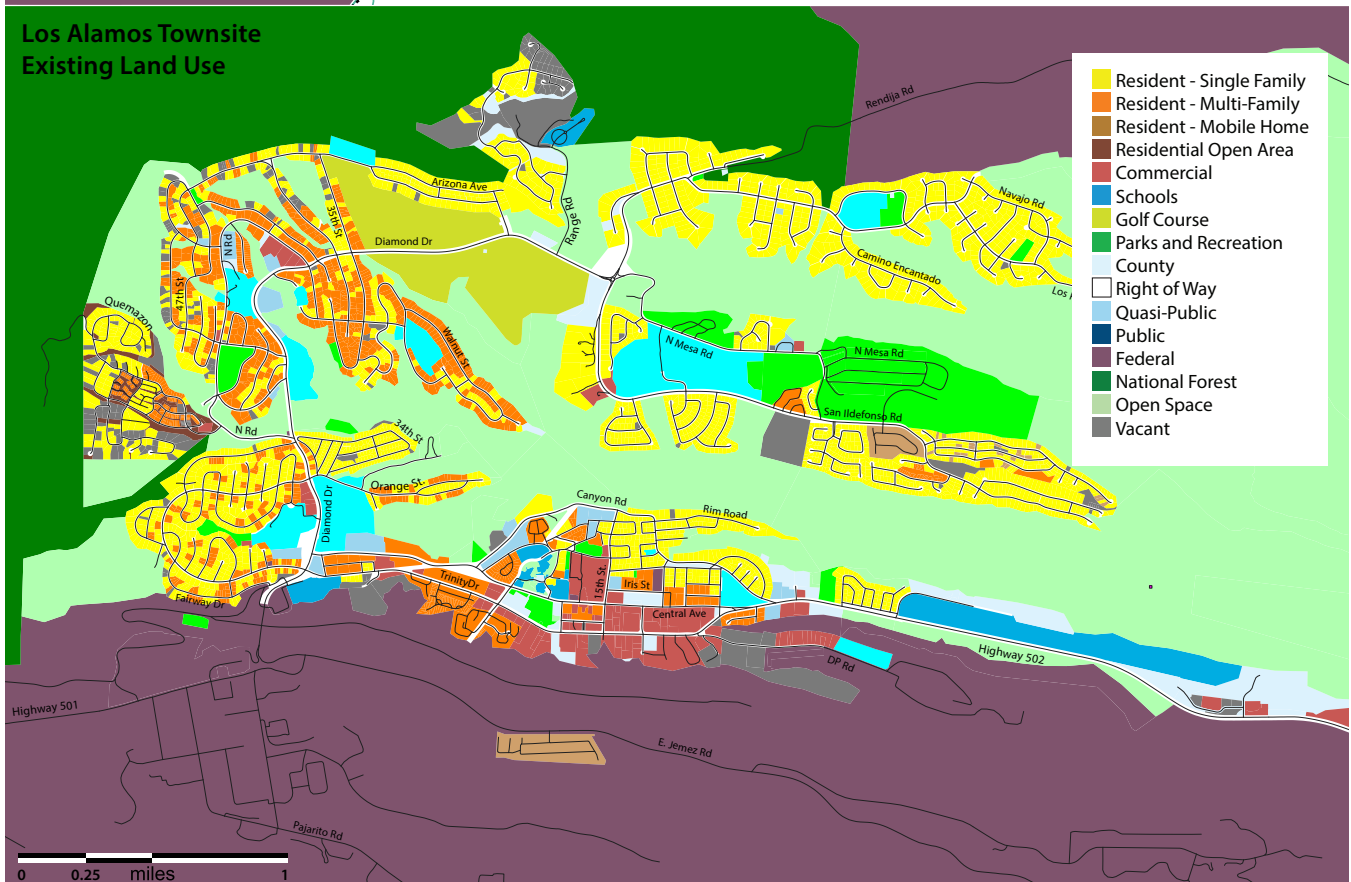 Los Alamos Townsite
Existing Land Use
Resident - Single Family
Resident - Multi-Family
Resident - Mobile Home
Residential Open Area
Commercial
Schools
Golf Course
Parks and Recreation
County
Right of Way
Quasi-Public
Public
Federal
National Forest
Open Space
Vacant
Rendija Rd
Arizona Ave
35th St
Range Rd
Navajo Rd
N Rd
Diamond Dr
Camino Encantado
47th St
Los
Quemazon
Walnut St
N Mesa Rd
N Mesa Rd
San Ildefonso Rd
N Rd
34th St
Orange St.
Diamond Dr
Canyon Rd
Rim Road
Trinity Dr
15th St.
Iris St
Fairway Dr
Central Ave
DP Rd
Highway 502
Highway 501
E. Jemez Rd
Pajarito Rd
0 0.25 miles 1